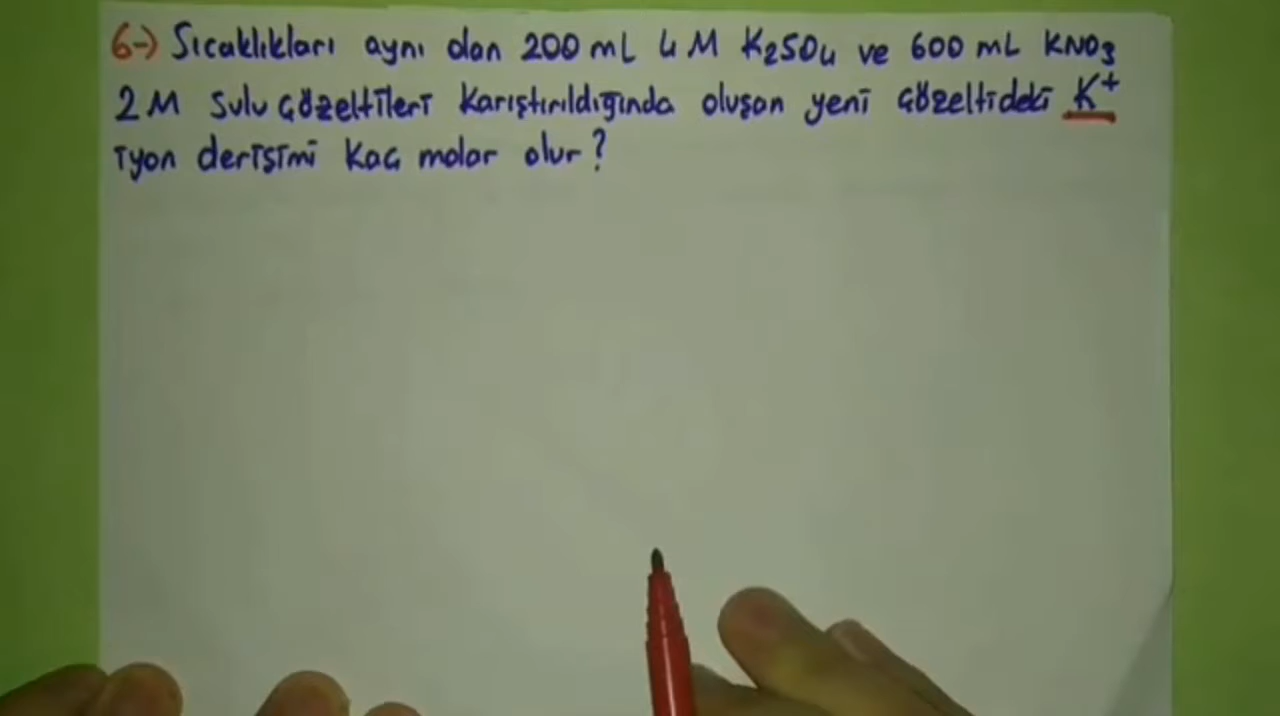 6-) Sıcaklıkları aynı olan 200 mL 4 M K₂SO₄ ve 600 mL KNO₃
2 M sulu çözeltileri karıştırıldığında oluşan yeni çözeltideki K⁺
iyon derişimi kaç molar olur?